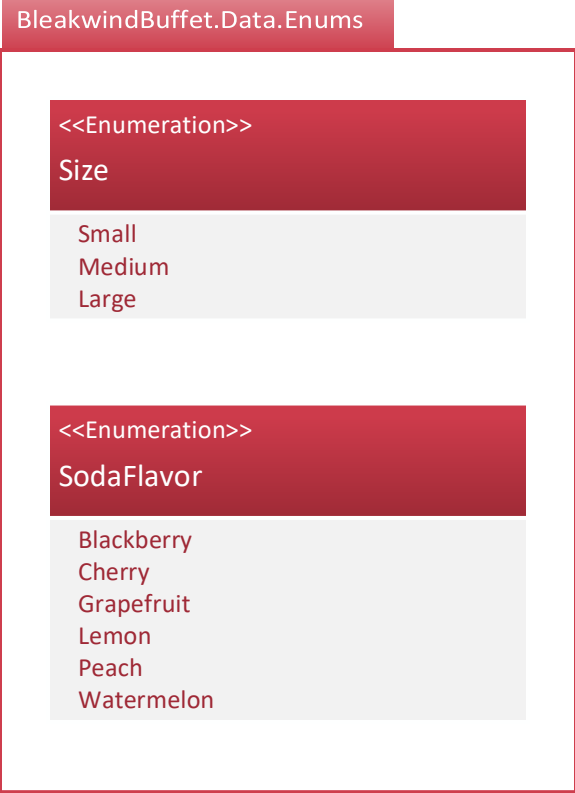 BleakwindBuffet.Data.Enums
<<Enumeration>>
Size
Small
Medium
Large
<<Enumeration>>
SodaFlavor
Blackberry
Cherry
Grapefruit
Lemon
Peach
Watermelon